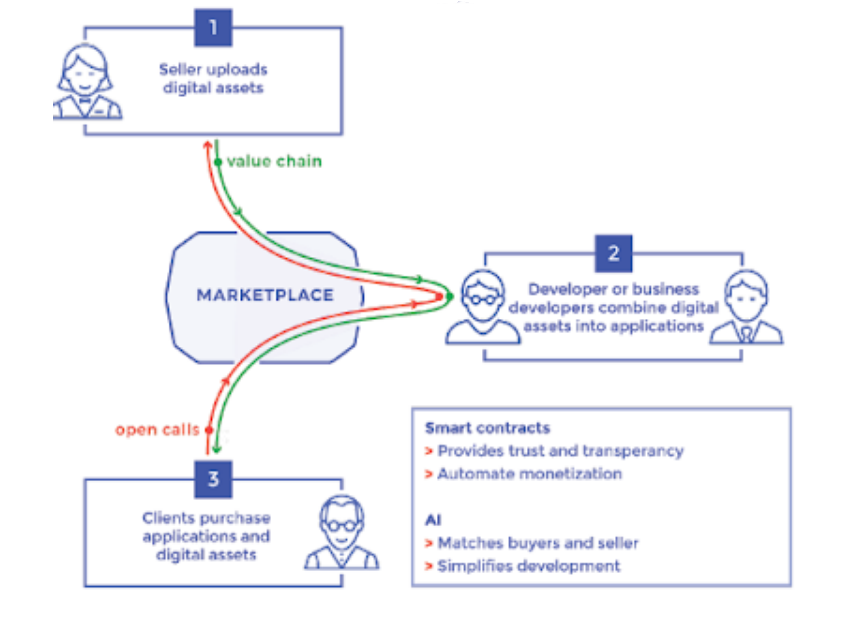 1
Seller uploads
digital assets
value chain
MARKETPLACE
2
Developer or business
developers combine digital
assets into applications
open calls
3
Clients purchase
applications and
digital assets
Smart contracts
> Provides trust and transperancy
> Automate monetization
AI
> Matches buyers and seller
> Simplifies development